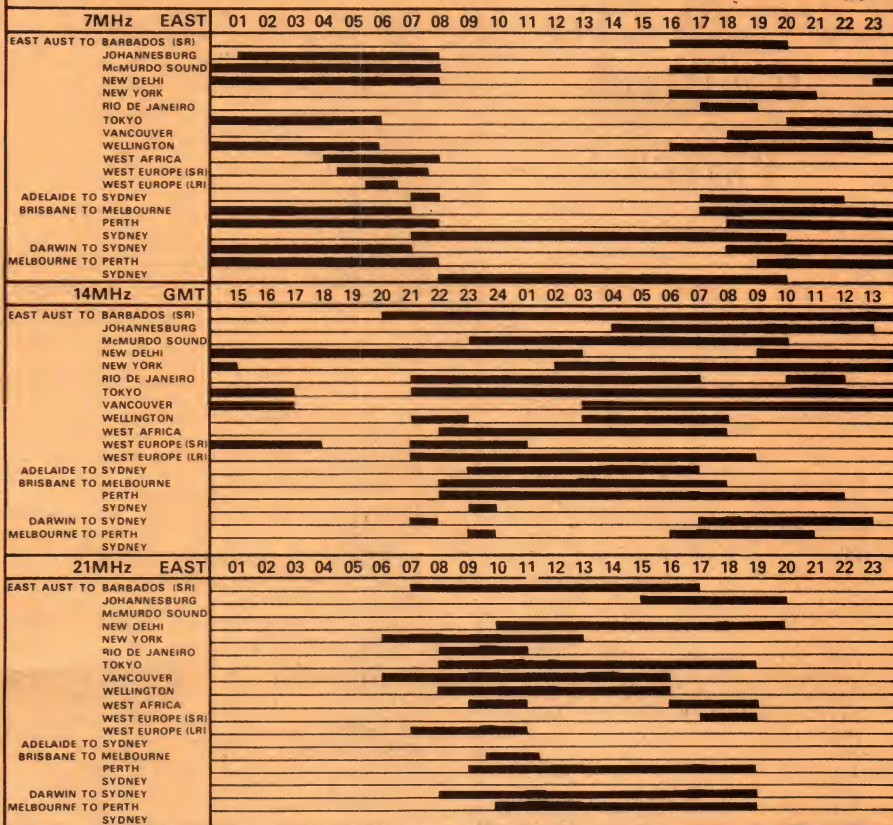 7MHz EAST 01 02 03 04 05 06 07 08 09 10 11 12 13 14 15 16 17 18 19 20 21 22 23
EAST AUST TO BARBADOS (SR)
JOHANNESBURG
McMURDO SOUND
NEW DELHI
NEW YORK
RIO DE JANEIRO
TOKYO
VANCOUVER
WELLINGTON
WEST AFRICA
WEST EUROPE (SR)
WEST EUROPE (LR)
ADELAIDE TO SYDNEY
BRISBANE TO MELBOURNE
PERTH
SYDNEY
DARWIN TO SYDNEY
MELBOURNE TO PERTH
SYDNEY
14MHz GMT 15 16 17 18 19 20 21 22 23 24 01 02 03 04 05 06 07 08 09 10 11 12 13
EAST AUST TO BARBADOS (SR)
JOHANNESBURG
McMURDO SOUND
NEW DELHI
NEW YORK
RIO DE JANEIRO
TOKYO
VANCOUVER
WELLINGTON
WEST AFRICA
WEST EUROPE (SR)
WEST EUROPE (LR)
ADELAIDE TO SYDNEY
BRISBANE TO MELBOURNE
PERTH
SYDNEY
DARWIN TO SYDNEY
MELBOURNE TO PERTH
SYDNEY
21MHz EAST 01 02 03 04 05 06 07 08 09 10 11 12 13 14 15 16 17 18 19 20 21 22 23
EAST AUST TO BARBADOS (SR)
JOHANNESBURG
McMURDO SOUND
NEW DELHI
NEW YORK
RIO DE JANEIRO
TOKYO
VANCOUVER
WELLINGTON
WEST AFRICA
WEST EUROPE (SR)
WEST EUROPE (LR)
ADELAIDE TO SYDNEY
BRISBANE TO MELBOURNE
PERTH
SYDNEY
DARWIN TO SYDNEY
MELBOURNE TO PERTH
SYDNEY